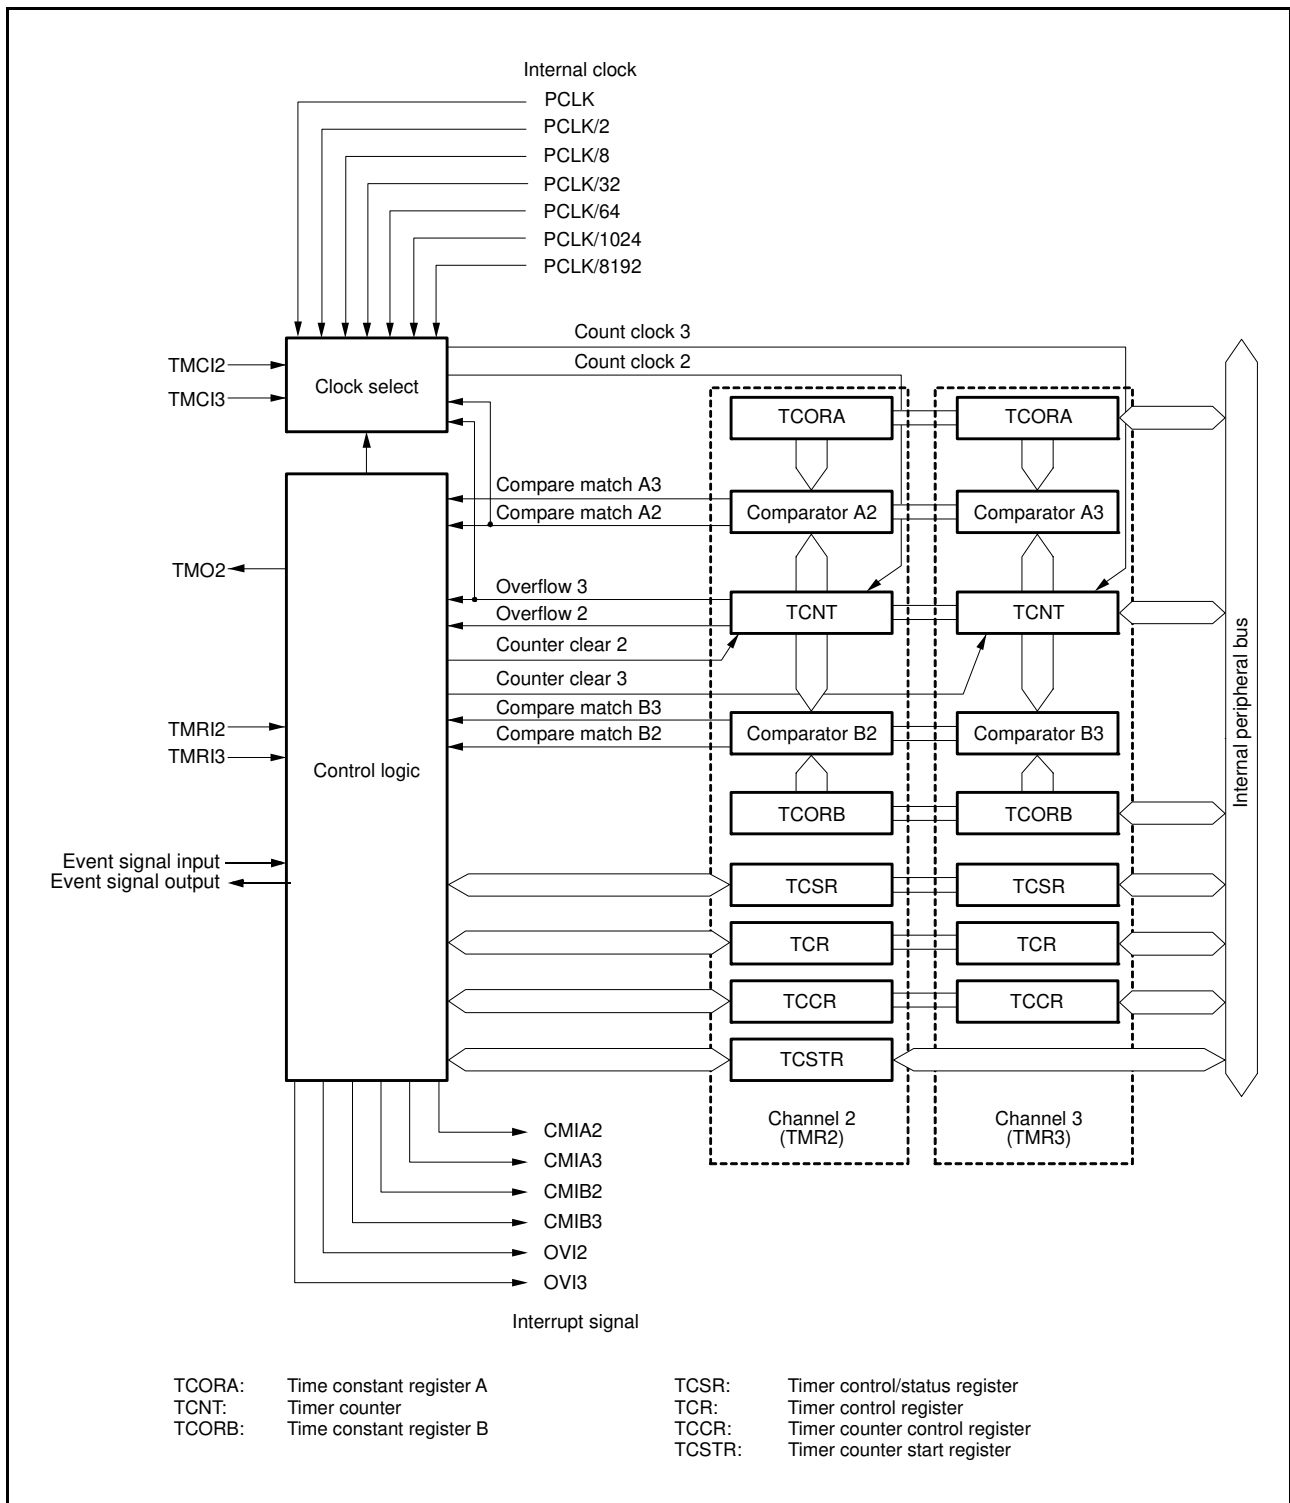 Internal clock
PCLK
PCLK/2
PCLK/8
PCLK/32
PCLK/64
PCLK/1024
PCLK/8192
Count clock 3
Count clock 2
TMCI2
TMCI3
Clock select
TCORA
TCORA
Compare match A3
Compare match A2
Comparator A2
Comparator A3
TMO2
Overflow 3
Overflow 2
TCNT
TCNT
Counter clear 2
Counter clear 3
Compare match B3
Compare match B2
Comparator B2
Comparator B3
TMRI2
TMRI3
Control logic
TCORB
TCORB
Event signal input
Event signal output
TCSR
TCSR
TCR
TCR
TCCR
TCCR
TCSTR
Internal peripheral bus
Channel 2
(TMR2)
Channel 3
(TMR3)
CMIA2
CMIA3
CMIB2
CMIB3
OVI2
OVI3
Interrupt signal
TCORA: Time constant register A
TCNT: Timer counter
TCORB: Time constant register B
TCSR: Timer control/status register
TCR: Timer control register
TCCR: Timer counter control register
TCSTR: Timer counter start register